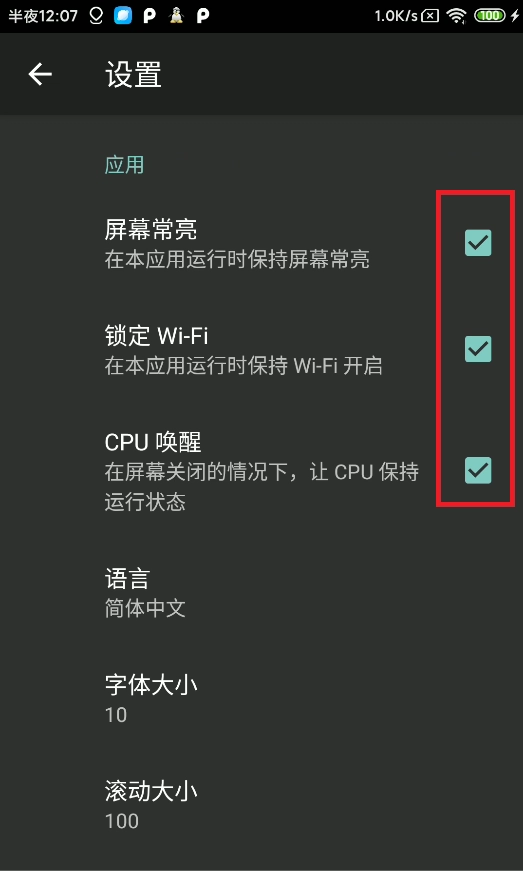 半夜12:07 1.0K/s 100
设置
应用
屏幕常亮
在本应用运行时保持屏幕常亮
锁定 Wi-Fi
在本应用运行时保持 Wi-Fi 开启
CPU 唤醒
在屏幕关闭的情况下，让 CPU 保持
运行状态
语言
简体中文
字体大小
10
滚动大小
100